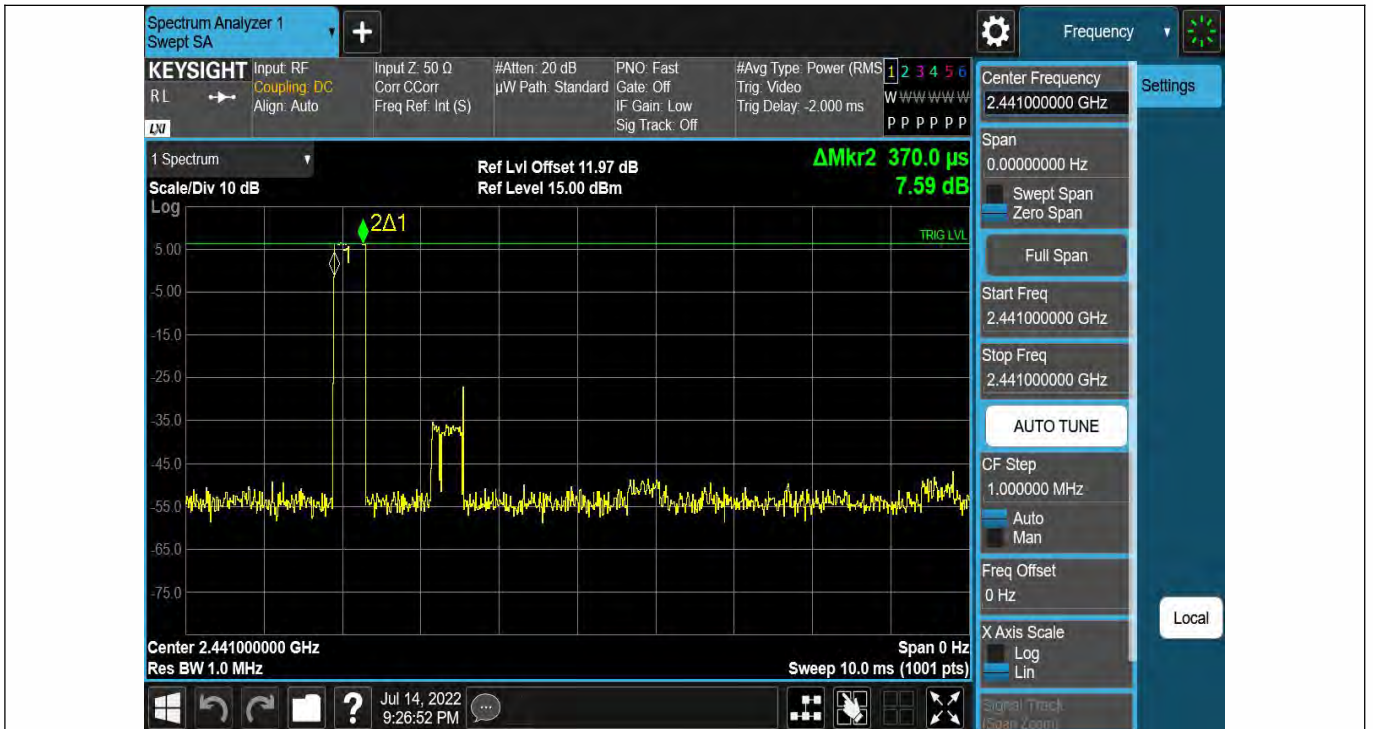 Spectrum Analyzer 1
Swept SA
+
Frequency
KEYSIGHT
RL
LXI
Input: RF
Coupling: DC
Align: Auto
Input Z: 50 Ω
Corr CCorr
Freq Ref: Int (S)
#Atten: 20 dB
µW Path: Standard
PNO: Fast
Gate: Off
IF Gain: Low
Sig Track: Off
#Avg Type: Power (RMS
Trig: Video
Trig Delay: -2.000 ms
1 2 3 4 5 6
W W W W W W
P P P P P P
Center Frequency
2.441000000 GHz
Settings
1 Spectrum
Scale/Div 10 dB
Ref Lvl Offset 11.97 dB
Ref Level 15.00 dBm
ΔMkr2 370.0 µs
7.59 dB
Log
2Δ1
1
TRIG LVL
5.00
-5.00
-15.0
-25.0
-35.0
-45.0
-55.0
-65.0
-75.0
Center 2.441000000 GHz
Res BW 1.0 MHz
Span 0 Hz
Sweep 10.0 ms (1001 pts)
Span
0.00000000 Hz
Swept Span
Zero Span
Full Span
Start Freq
2.441000000 GHz
Stop Freq
2.441000000 GHz
AUTO TUNE
CF Step
1.000000 MHz
Auto
Man
Freq Offset
0 Hz
X Axis Scale
Log
Lin
Signal Track
(Span Zoom)
Local
?
Jul 14, 2022
9:26:52 PM